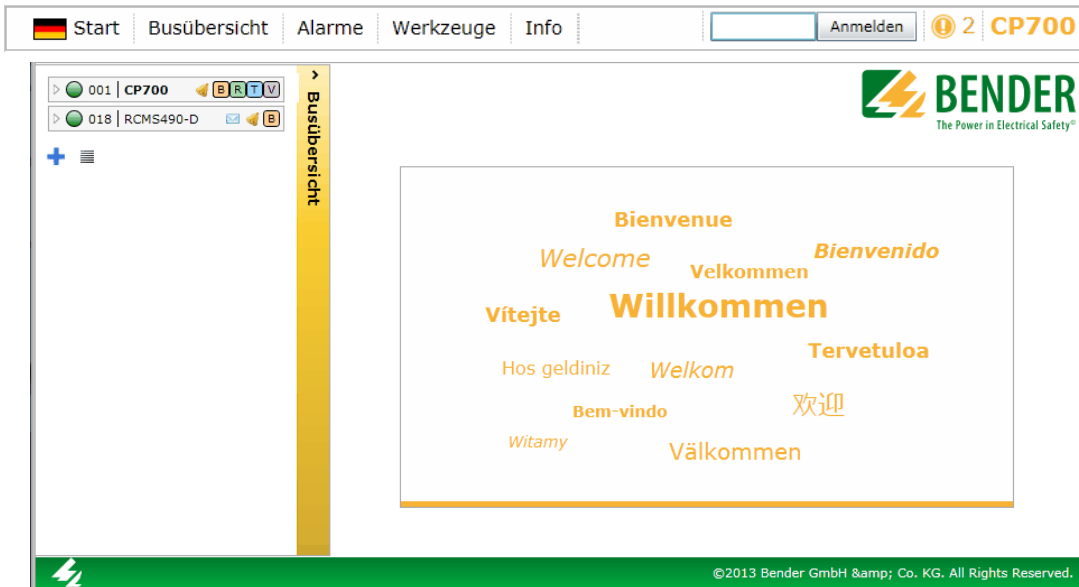 Start Busübersicht Alarme Werkzeuge Info Anmelden 2 CP700
001 CP700 B R T V
018 RCMS490-D B
Busübersicht
BENDER
The Power in Electrical Safety©
Bienvenue
Welcome
Bienvenido
Velkommen
Willkommen
Vítejte
Tervetuloa
Hos geldiniz
Welkom
欢迎
Bem-vindo
Witamy
Välkommen
©2013 Bender GmbH &amp; Co. KG. All Rights Reserved.